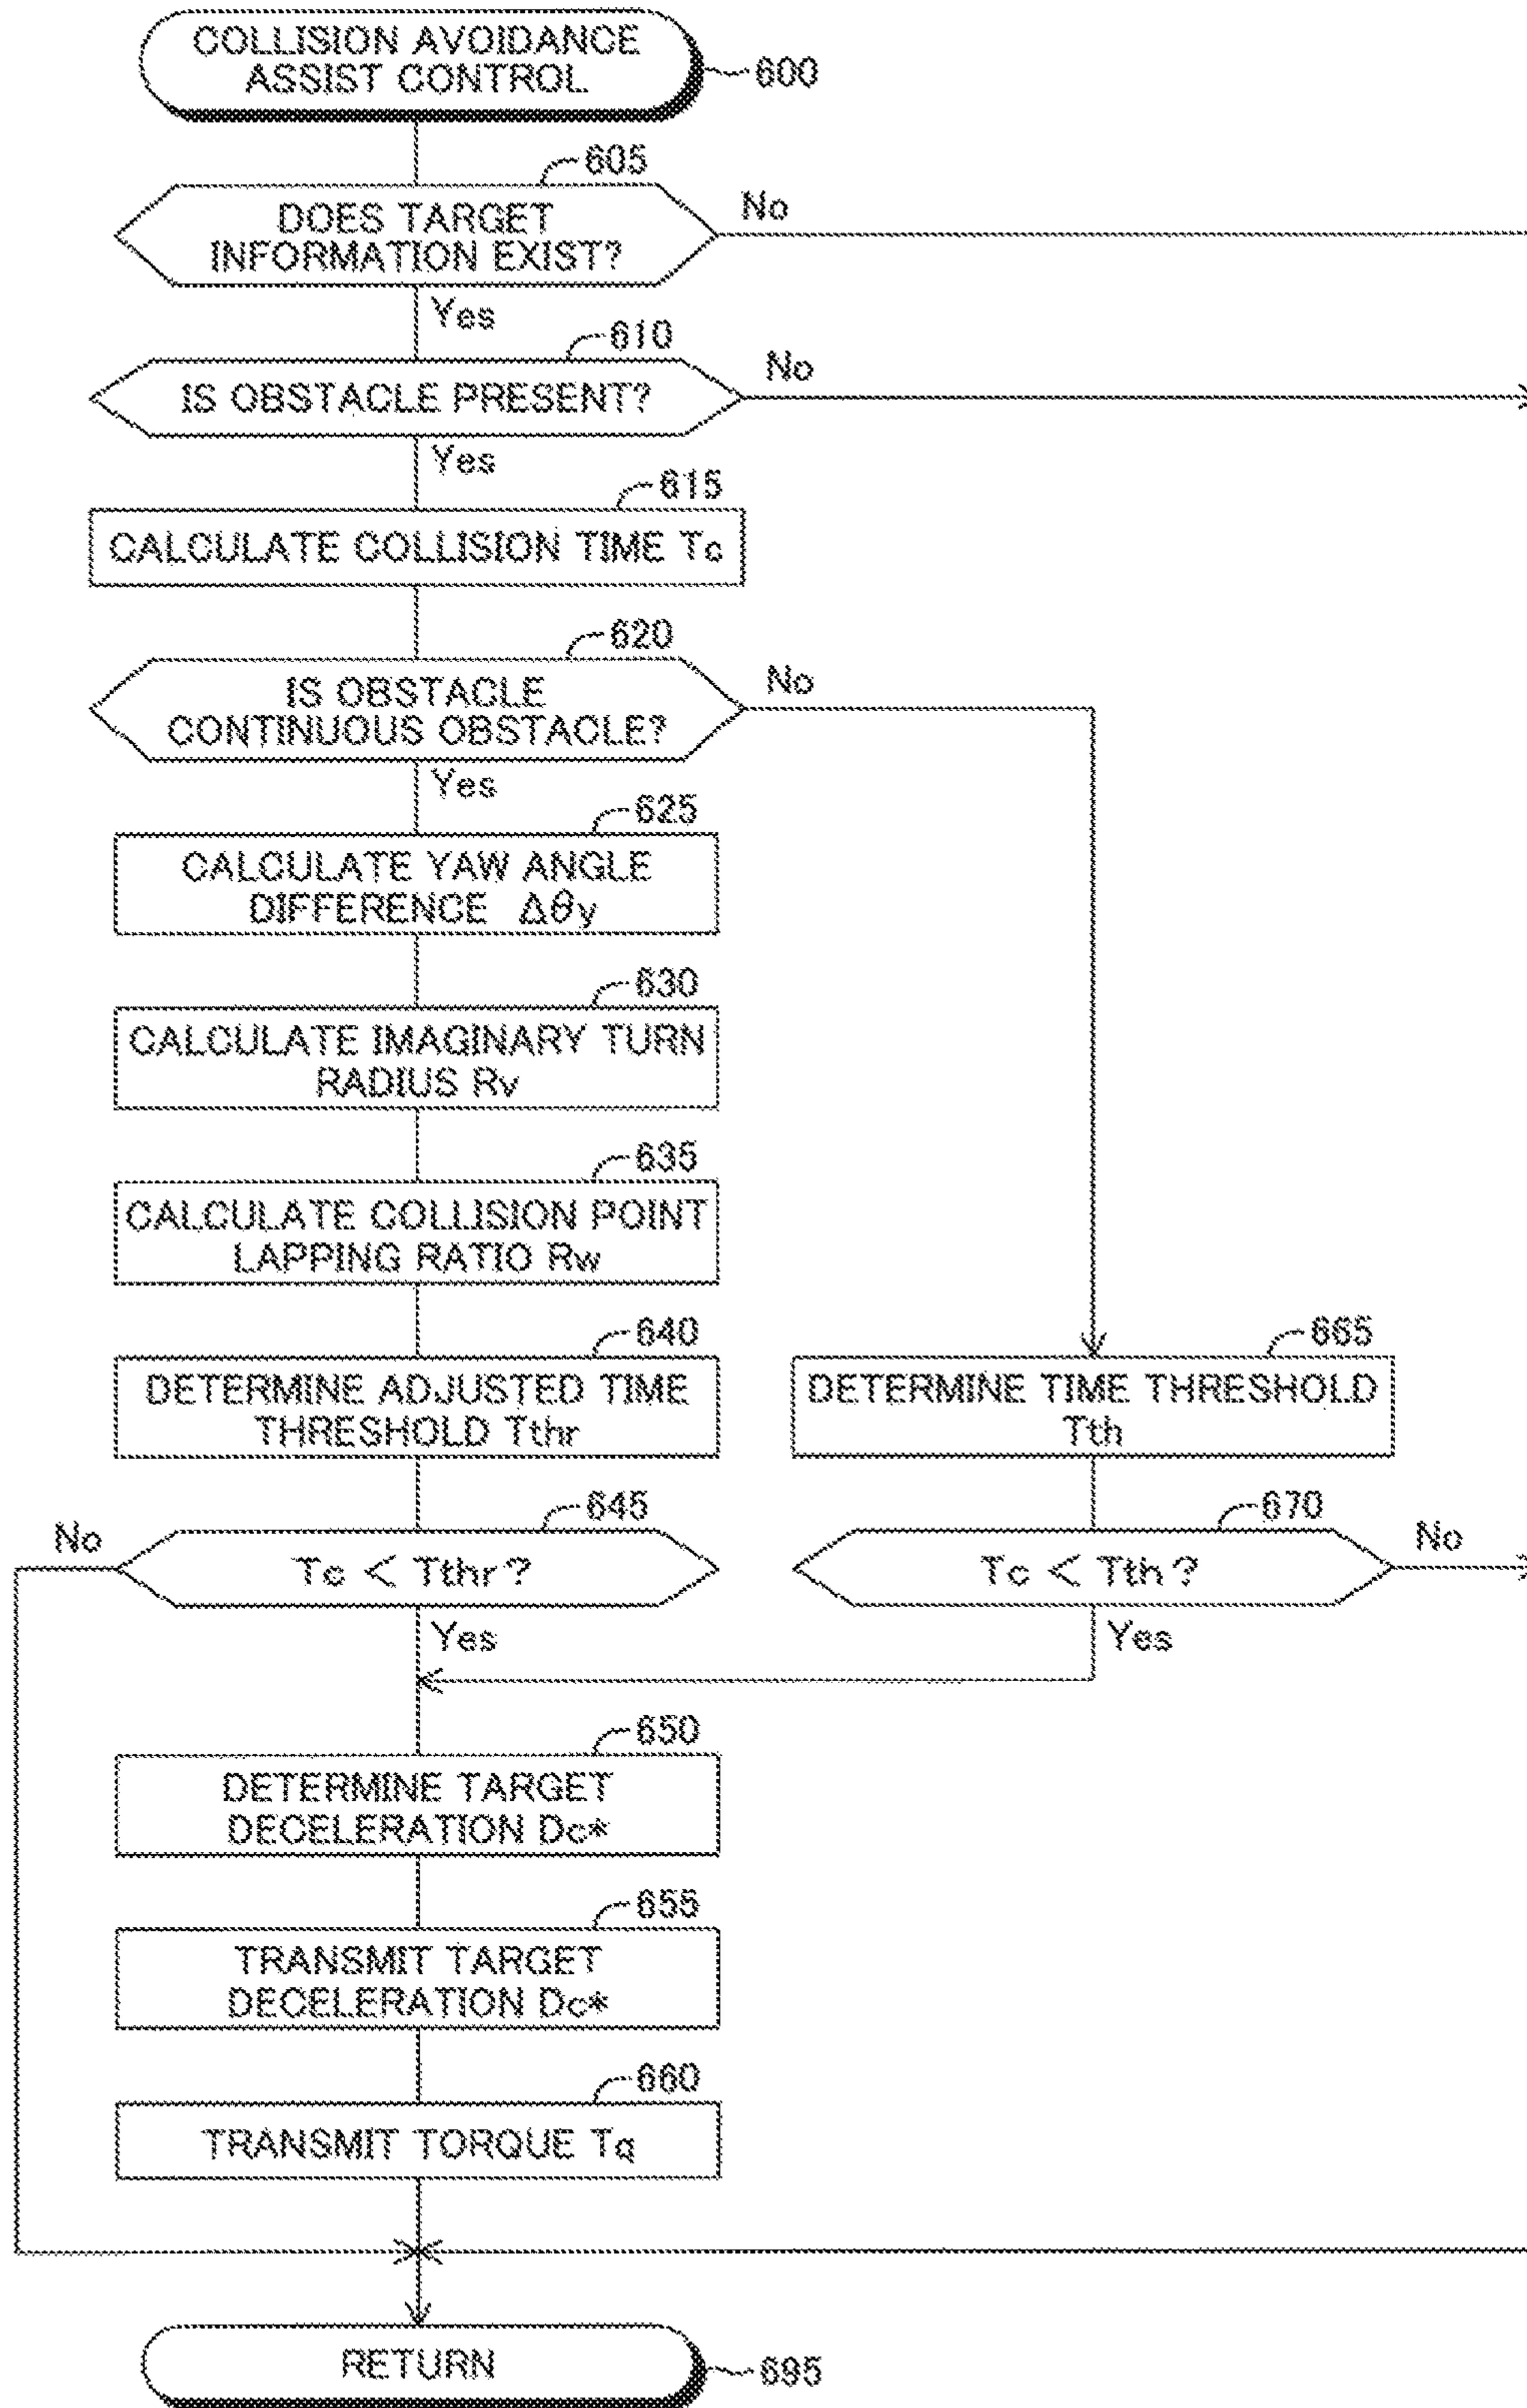 COLLISION AVOIDANCE
ASSIST CONTROL
600
605
DOES TARGET
INFORMATION EXIST?
No
Yes
610
IS OBSTACLE PRESENT?
No
Yes
615
CALCULATE COLLISION TIME Tc
620
IS OBSTACLE
CONTINUOUS OBSTACLE?
No
Yes
625
CALCULATE YAW ANGLE
DIFFERENCE Δθy
630
CALCULATE IMAGINARY TURN
RADIUS Rv
635
CALCULATE COLLISION POINT
LAPPING RATIO Rw
640
DETERMINE ADJUSTED TIME
THRESHOLD Tthr
665
DETERMINE TIME THRESHOLD
Tth
645
No
Tc < Tthr?
Yes
670
Tc < Tth?
No
Yes
650
DETERMINE TARGET
DECELERATION Dc*
655
TRANSMIT TARGET
DECELERATION Dc*
660
TRANSMIT TORQUE Tq
RETURN
695